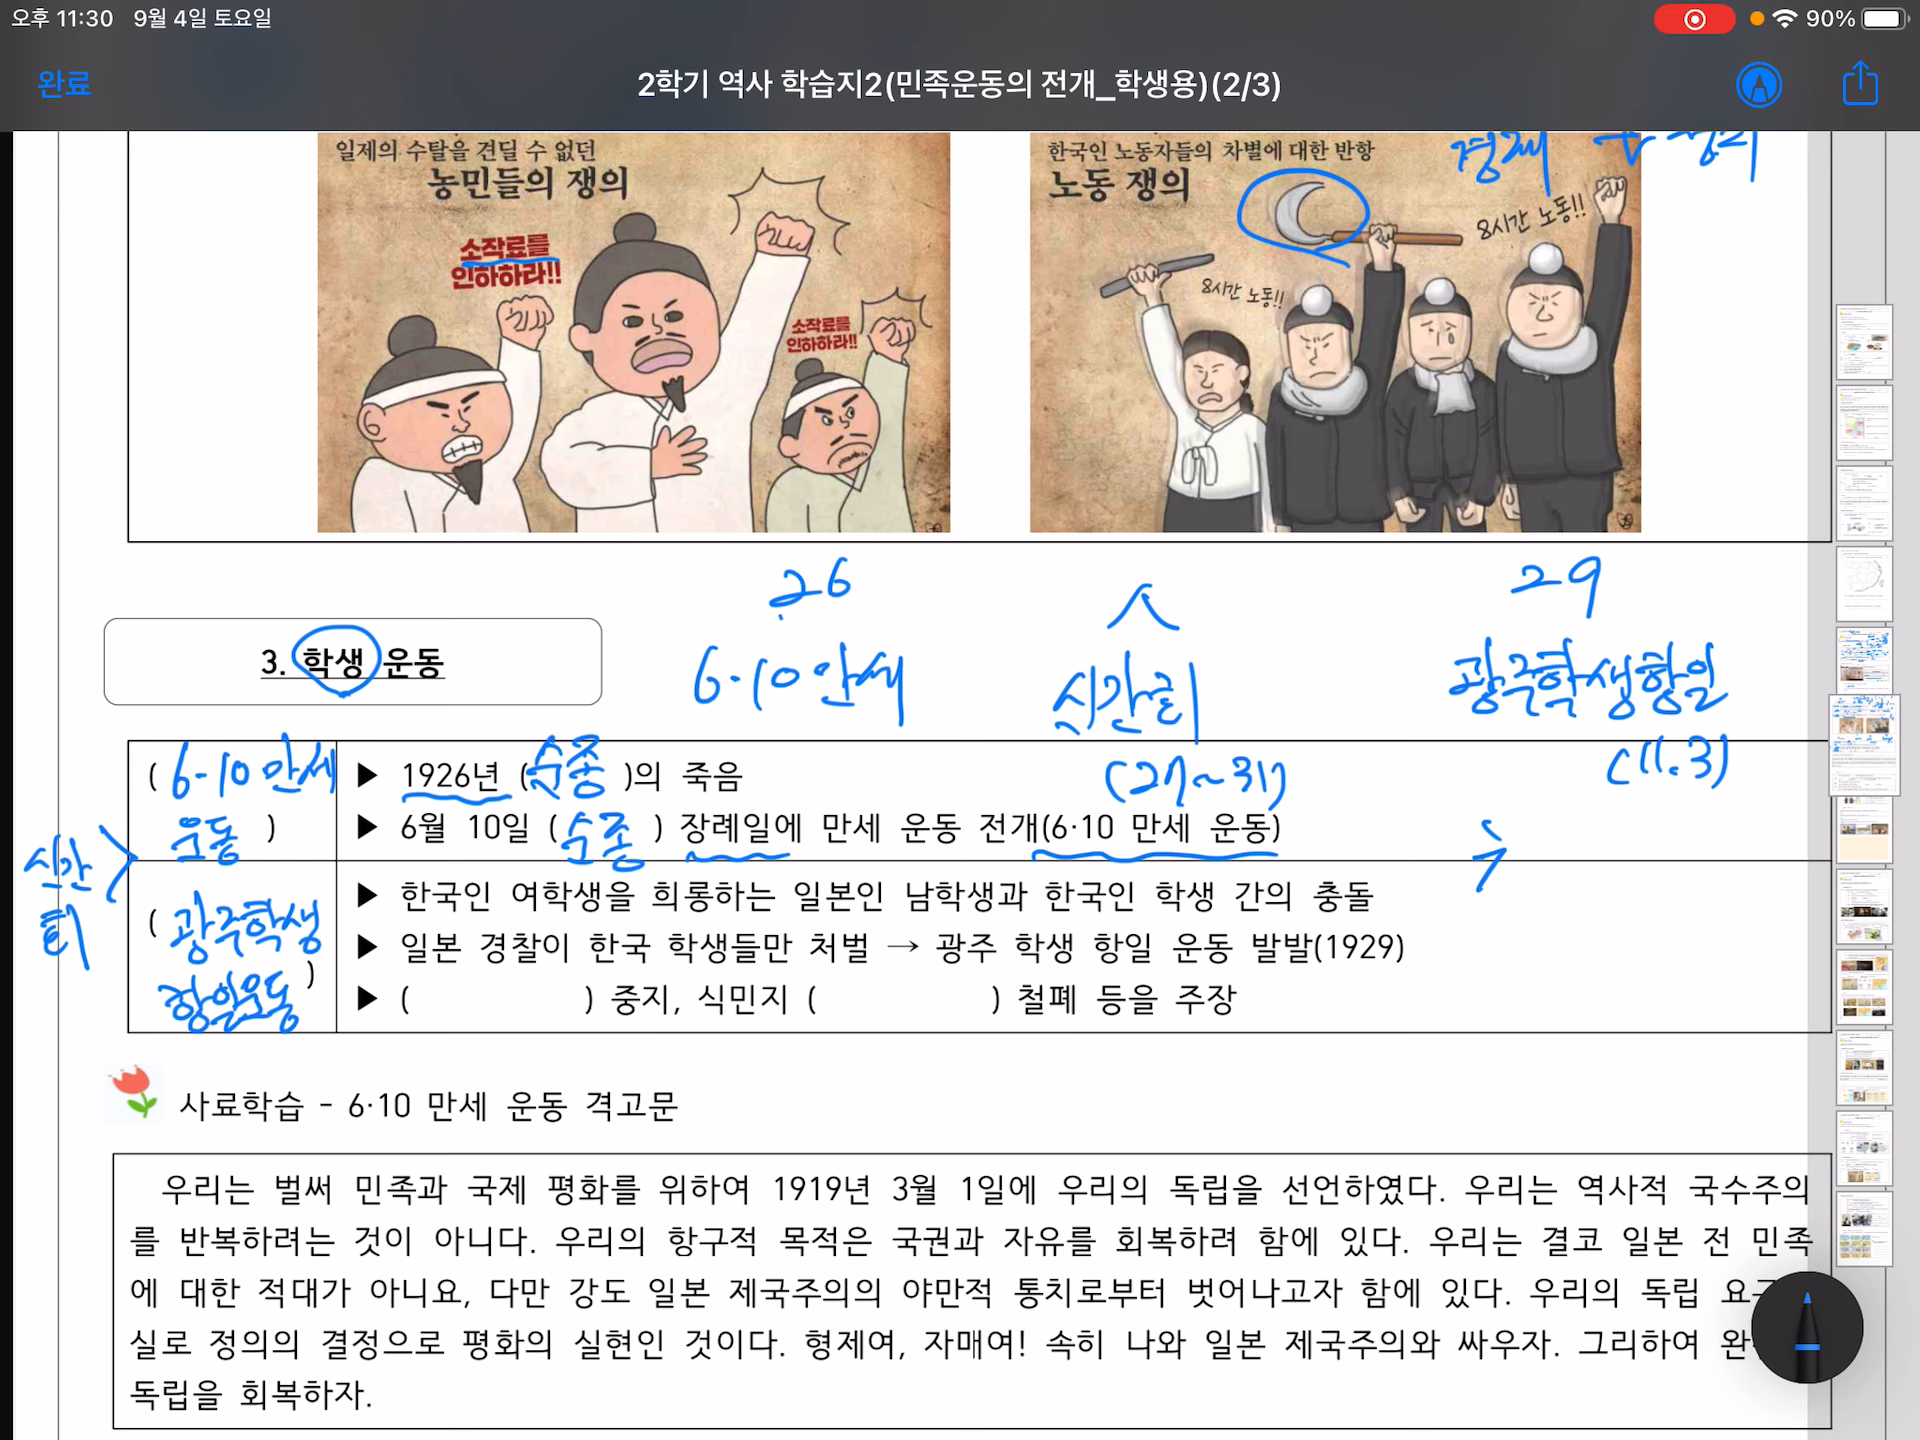 오후 11:30 9월 4일 토요일
90%
완료
2학기 역사 학습지2(민족운동의 전개_학생용)(2/3)
일제의 수탈을 견딜 수 없던
농민들의 쟁의
소작료를
인하하라!!
소작료를
인하하라!!
한국인 노동자들의 차별에 대한 반항
노동 쟁의
8시간 노동!!
8시간 노동!!
경제
26
29
3. 학생 운동
6·10 만세
신간회
광주학생항일
(27~31)
(11.3)
( 6-10 만세
운동 )
▶ 1926년 (순종)의 죽음
▶ 6월 10일 (순종) 장례일에 만세 운동 전개(6·10 만세 운동)
신간
회
( 광주학생
항일운동 )
▶ 한국인 여학생을 희롱하는 일본인 남학생과 한국인 학생 간의 충돌
▶ 일본 경찰이 한국 학생들만 처벌 → 광주 학생 항일 운동 발발(1929)
▶ ( ) 중지, 식민지 ( ) 철폐 등을 주장
사료학습 - 6·10 만세 운동 격고문
우리는 벌써 민족과 국제 평화를 위하여 1919년 3월 1일에 우리의 독립을 선언하였다. 우리는 역사적 국수주의
를 반복하려는 것이 아니다. 우리의 항구적 목적은 국권과 자유를 회복하려 함에 있다. 우리는 결코 일본 전 민족
에 대한 적대가 아니요, 다만 강도 일본 제국주의의 야만적 통치로부터 벗어나고자 함에 있다. 우리의 독립
실로 정의의 결정으로 평화의 실현인 것이다. 형제여, 자매여! 속히 나와 일본 제국주의와 싸우자. 그리하여
독립을 회복하자.